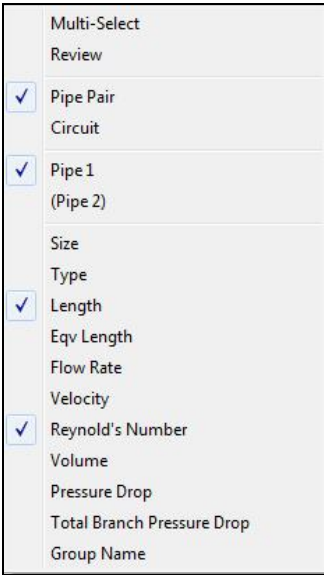 Multi-Select
Review
Pipe Pair
Circuit
Pipe 1
(Pipe 2)
Size
Type
Length
Eqv Length
Flow Rate
Velocity
Reynold's Number
Volume
Pressure Drop
Total Branch Pressure Drop
Group Name